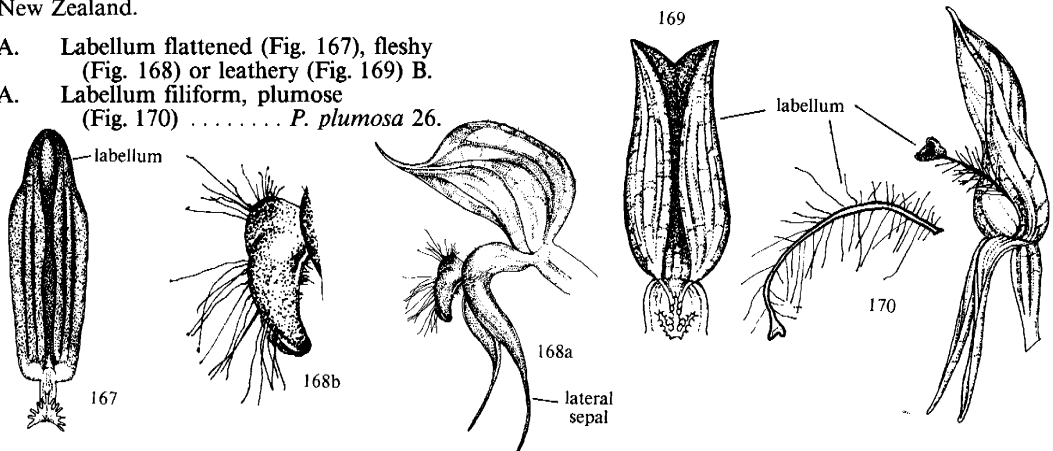 New Zealand.
A. Labellum flattened (Fig. 167), fleshy
(Fig. 168) or leathery (Fig. 169) B.
A. Labellum filiform, plumose
(Fig. 170) ........ P. plumosa 26.
labellum
167
168b
168a
lateral
sepal
169
labellum
170